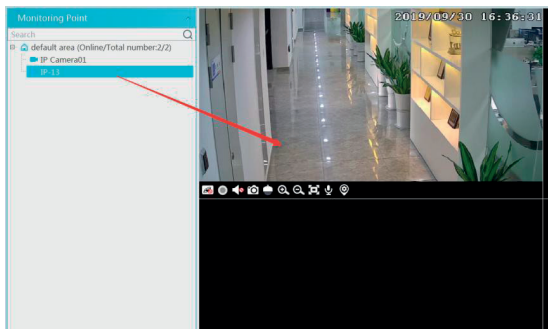 Monitoring Point
Search
default area (Online/Total number:2/2)
IP Camera01
IP-13
2019/09/30 16:36:31